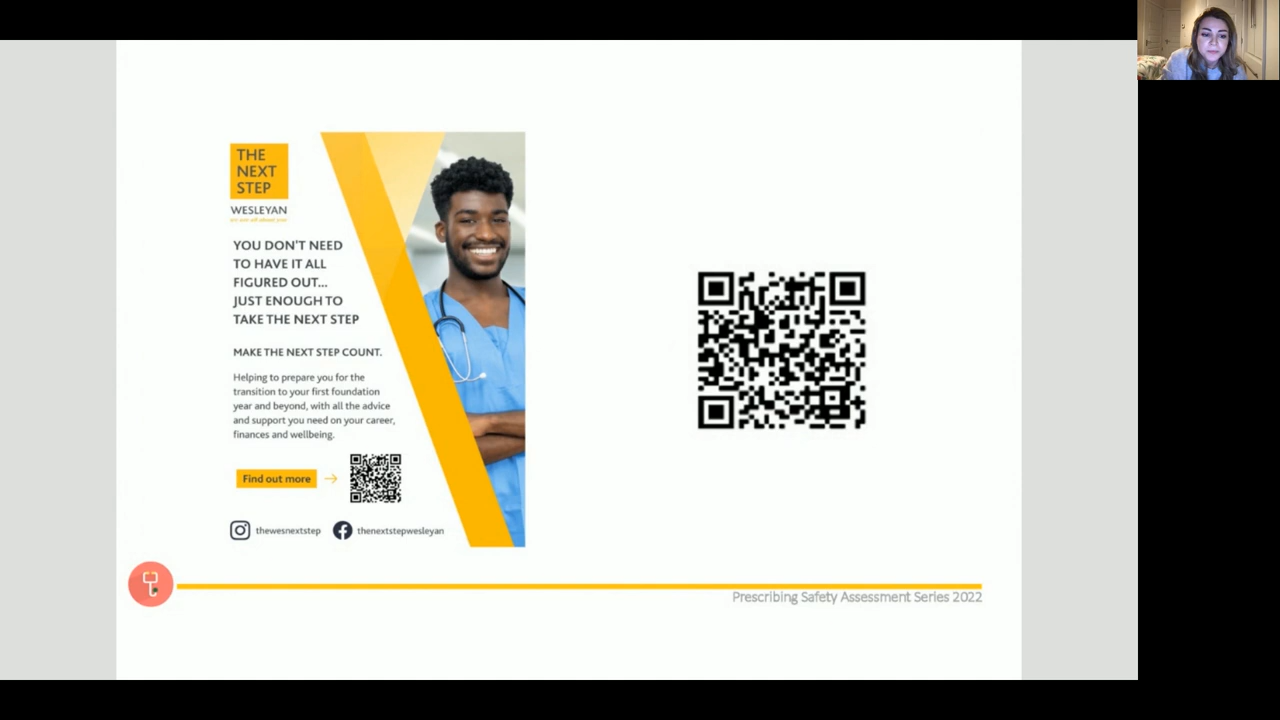 THE
NEXT
STEP
WESLEYAN
YOU DON'T NEED
TO HAVE IT ALL
FIGURED OUT...
JUST ENOUGH TO
TAKE THE NEXT STEP
MAKE THE NEXT STEP COUNT.
Helping to prepare you for the
transition to your first foundation
year and beyond, with all the advice
and support you need on your career,
finances and wellbeing.
Find out more
thewesnextstep
thenextstepwesleyan
Prescribing Safety Assessment Series 2022